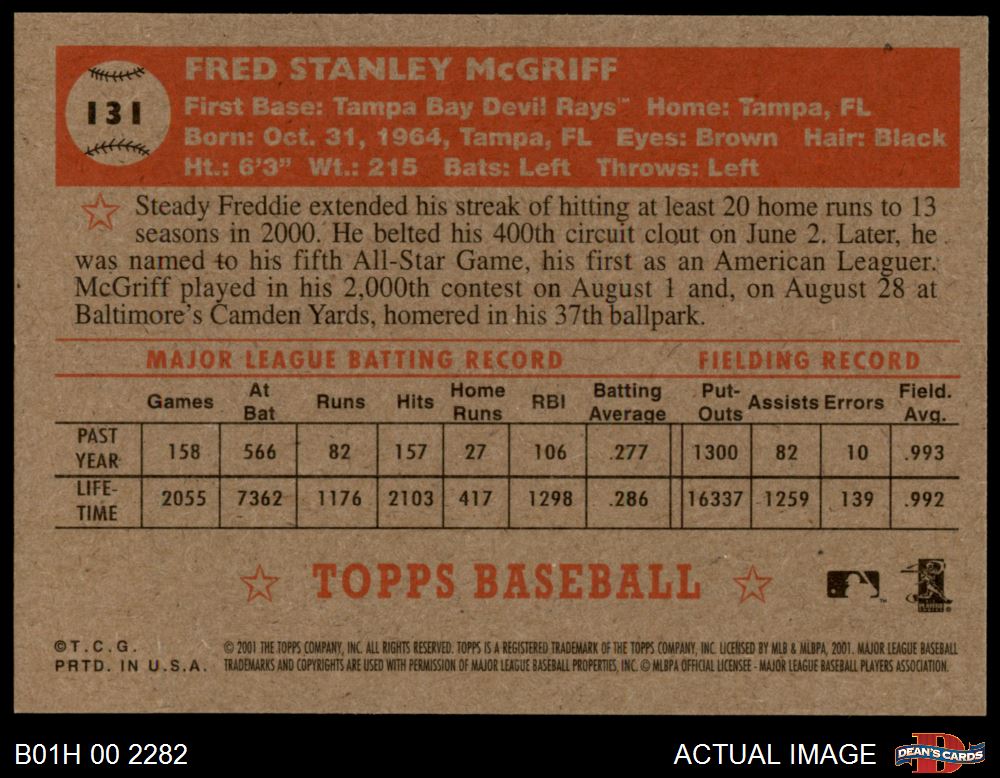 131
FRED STANLEY McGRIFF
First Base: Tampa Bay Devil Rays™ Home: Tampa, FL
Born: Oct. 31, 1964, Tampa, FL Eyes: Brown Hair: Black
Ht.: 6'3" Wt.: 215 Bats: Left Throws: Left
Steady Freddie extended his streak of hitting at least 20 home runs to 13
seasons in 2000. He belted his 400th circuit clout on June 2. Later, he
was named to his fifth All-Star Game, his first as an American Leaguer.
McGriff played in his 2,000th contest on August 1 and, on August 28 at
Baltimore's Camden Yards, homered in his 37th ballpark.
MAJOR LEAGUE BATTING RECORD FIELDING RECORD
Games At Bat Runs Hits Home Runs RBI Batting Average Put-Outs Assists Errors Field. Avg.
PAST YEAR 158 566 82 157 27 106 .277 1300 82 10 .993
LIFE-TIME 2055 7362 1176 2103 417 1298 .286 16337 1259 139 .992
TOPPS BASEBALL
©T.C.G.
PRTD. IN U.S.A.
© 2001 THE TOPPS COMPANY, INC. ALL RIGHTS RESERVED. TOPPS IS A REGISTERED TRADEMARK OF THE TOPPS COMPANY, INC. LICENSED BY MLB & MLBPA, 2001. MAJOR LEAGUE BASEBALL
TRADEMARKS AND COPYRIGHTS ARE USED WITH PERMISSION OF MAJOR LEAGUE BASEBALL PROPERTIES, INC. © MLBPA OFFICIAL LICENSEE - MAJOR LEAGUE BASEBALL PLAYERS ASSOCIATION.
B01H 00 2282
ACTUAL IMAGE
DEAN'S CARDS